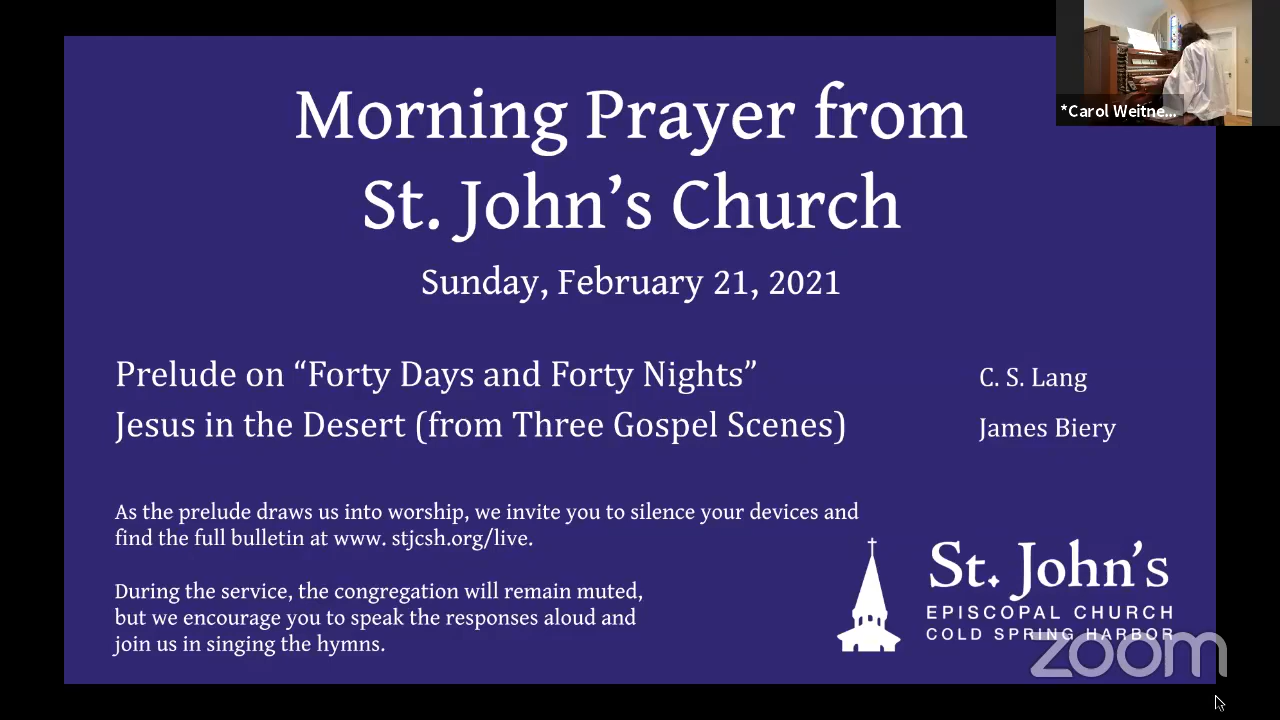 *Carol Weitne...
Morning Prayer from
St. John’s Church
Sunday, February 21, 2021
Prelude on “Forty Days and Forty Nights” C. S. Lang
Jesus in the Desert (from Three Gospel Scenes) James Biery
As the prelude draws us into worship, we invite you to silence your devices and
find the full bulletin at www. stjcsh.org/live.
During the service, the congregation will remain muted,
but we encourage you to speak the responses aloud and
join us in singing the hymns.
St. John’s
EPISCOPAL CHURCH
COLD SPRING HARBOR
zoom